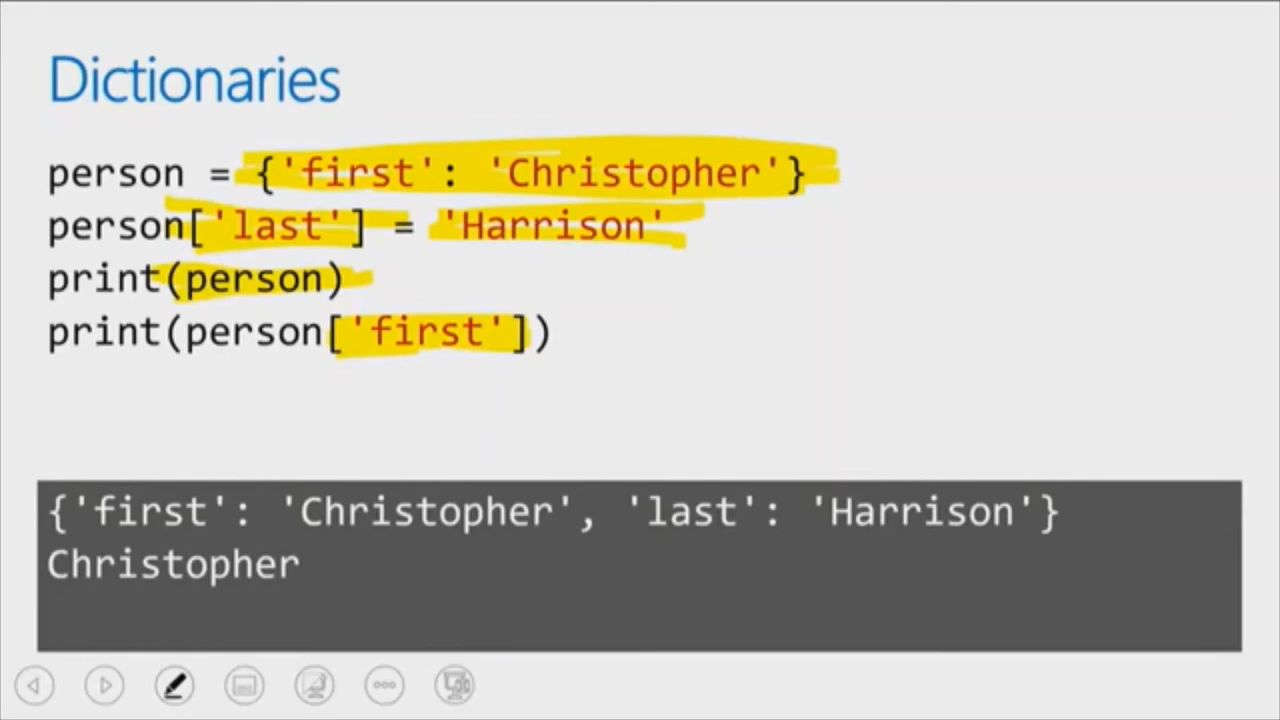 Dictionaries
person = {'first': 'Christopher'}
person['last'] = 'Harrison'
print(person)
print(person['first'])
{'first': 'Christopher', 'last': 'Harrison'}
Christopher